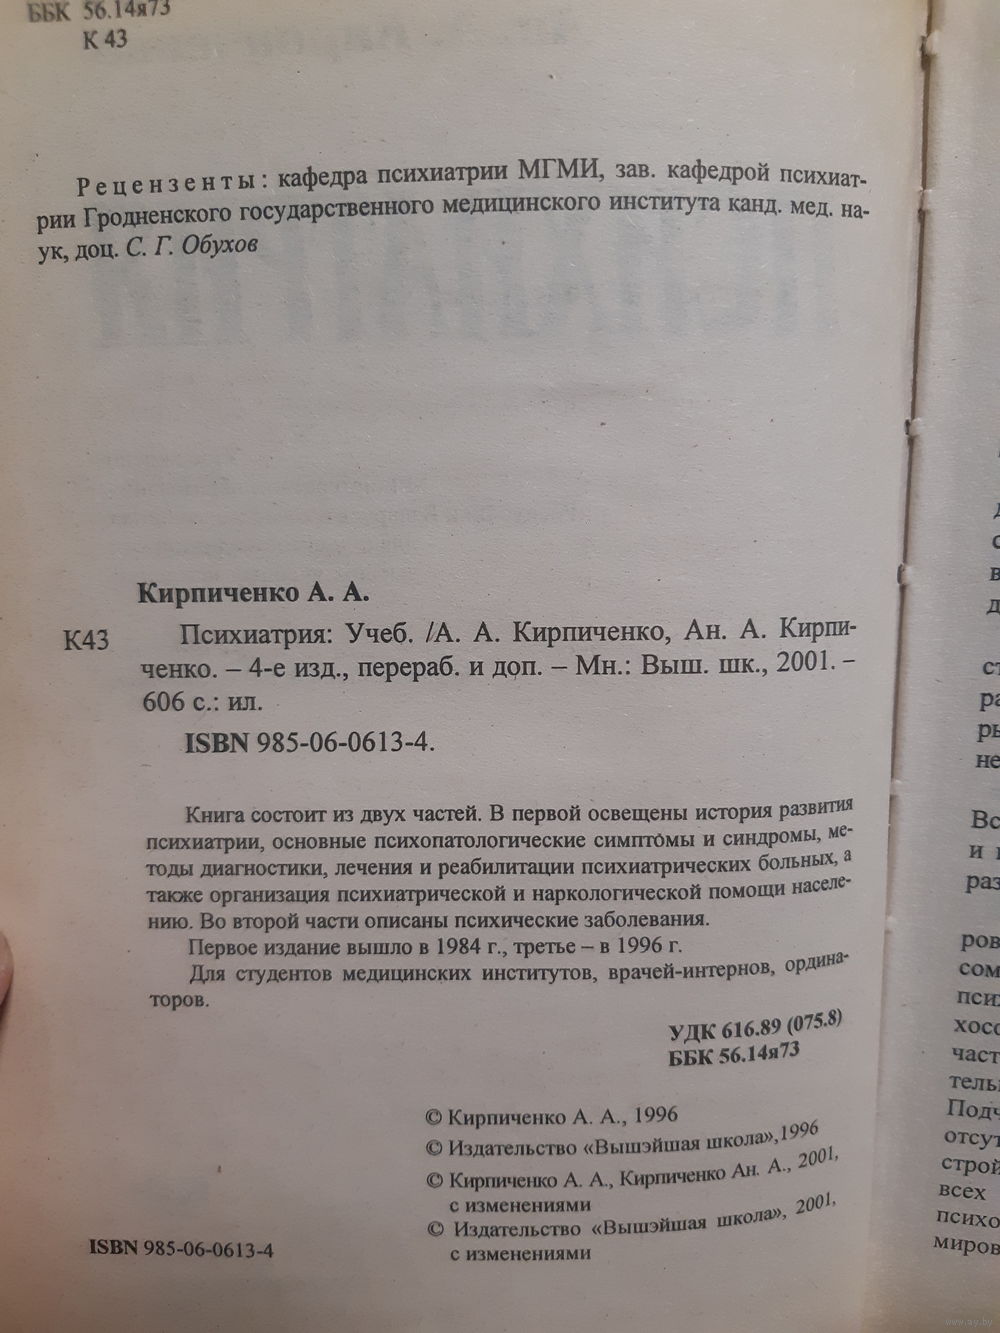 ББК 56.14я73
К 43
Рецензенты: кафедра психиатрии МГМИ, зав. кафедрой психиат-
рии Гродненского государственного медицинского института канд. мед. на-
ук, доц. С. Г. Обухов
Кирпиченко А. А.
К43 Психиатрия: Учеб. /А. А. Кирпиченко, Ан. А. Кирпи-
ченко. – 4-е изд., перераб. и доп. – Мн.: Выш. шк., 2001. –
606 с.: ил.
ISBN 985-06-0613-4.
Книга состоит из двух частей. В первой освещены история развития
психиатрии, основные психопатологические симптомы и синдромы, ме-
тоды диагностики, лечения и реабилитации психиатрических больных, а
также организация психиатрической и наркологической помощи населе-
нию. Во второй части описаны психические заболевания.
Первое издание вышло в 1984 г., третье – в 1996 г.
Для студентов медицинских институтов, врачей-интернов, ордина-
торов.
УДК 616.89 (075.8)
ББК 56.14я73
© Кирпиченко А. А., 1996
© Издательство «Вышэйшая школа»,1996
© Кирпиченко А. А., Кирпиченко Ан. А., 2001,
с изменениями
© Издательство «Вышэйшая школа», 2001,
с изменениями
ISBN 985-06-0613-4
www.ay.by